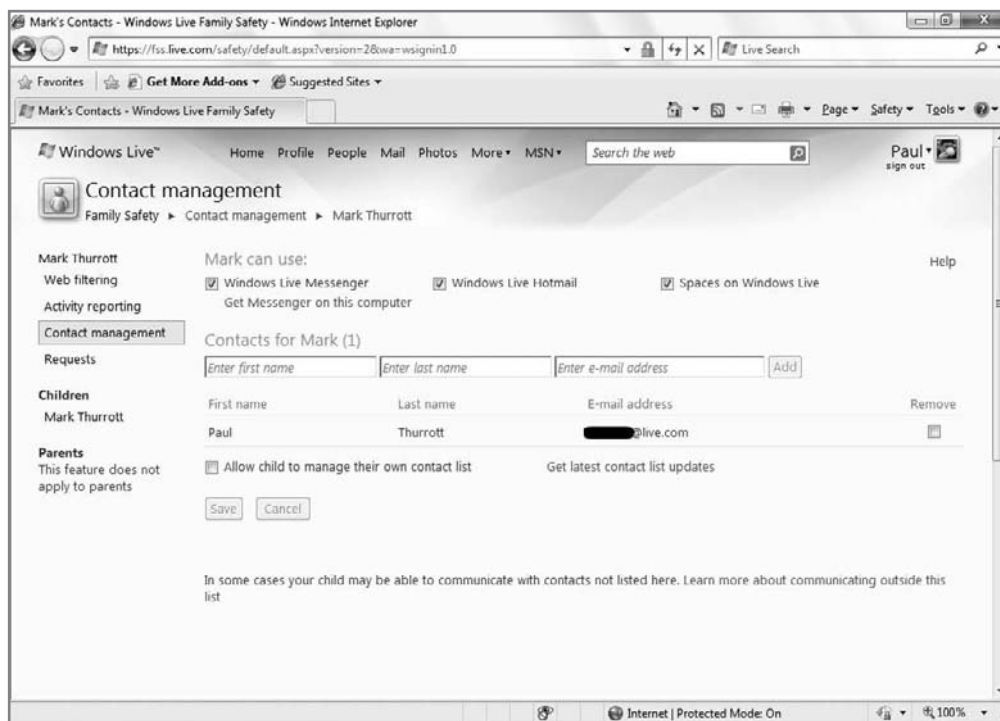 Mark's Contacts - Windows Live Family Safety - Windows Internet Explorer
https://fss.live.com/safety/default.aspx?version=2&wa=wsignin1.0
Live Search
Favorites Get More Add-ons Suggested Sites
Mark's Contacts - Windows Live Family Safety
Page Safety Tools
Windows Live™ Home Profile People Mail Photos More MSN Search the web Paul
sign out
Contact management
Family Safety ▸ Contact management ▸ Mark Thurrott
Mark Thurrott
Web filtering
Activity reporting
Contact management
Requests
Children
Mark Thurrott
Parents
This feature does not
apply to parents
Mark can use:
Help
Windows Live Messenger Windows Live Hotmail Spaces on Windows Live
Get Messenger on this computer
Contacts for Mark (1)
Enter first name Enter last name Enter e-mail address Add
First name Last name E-mail address Remove
Paul Thurrott @live.com
Allow child to manage their own contact list Get latest contact list updates
Save Cancel
In some cases your child may be able to communicate with contacts not listed here. Learn more about communicating outside this
list
Internet | Protected Mode: On 100%